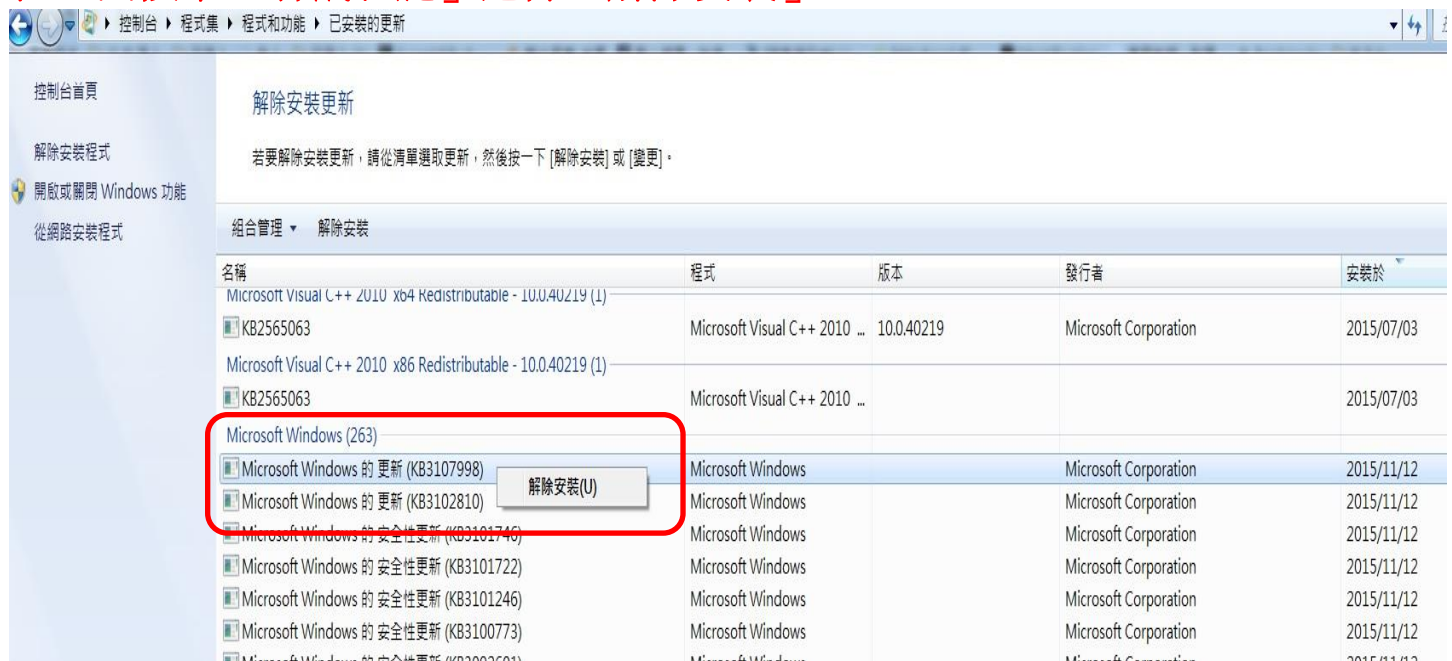 控制台 ▸ 程式集 ▸ 程式和功能 ▸ 已安裝的更新
控制台首頁
解除安裝程式
開啟或關閉 Windows 功能
從網路安裝程式
解除安裝更新
若要解除安裝更新，請從清單選取更新，然後按一下 [解除安裝] 或 [變更]。
組合管理 ▾ 解除安裝
名稱 程式 版本 發行者 安裝於
Microsoft Visual C++ 2010 x64 Redistributable - 10.0.40219 (1)
KB2565063 Microsoft Visual C++ 2010 ... 10.0.40219 Microsoft Corporation 2015/07/03
Microsoft Visual C++ 2010 x86 Redistributable - 10.0.40219 (1)
KB2565063 Microsoft Visual C++ 2010 ... 2015/07/03
Microsoft Windows (263)
Microsoft Windows 的 更新 (KB3107998) Microsoft Windows Microsoft Corporation 2015/11/12
解除安裝(U)
Microsoft Windows 的 更新 (KB3102810) Microsoft Windows Microsoft Corporation 2015/11/12
Microsoft Windows 的 安全性更新 (KB3101746) Microsoft Windows Microsoft Corporation 2015/11/12
Microsoft Windows 的 安全性更新 (KB3101722) Microsoft Windows Microsoft Corporation 2015/11/12
Microsoft Windows 的 安全性更新 (KB3101246) Microsoft Windows Microsoft Corporation 2015/11/12
Microsoft Windows 的 安全性更新 (KB3100773) Microsoft Windows Microsoft Corporation 2015/11/12